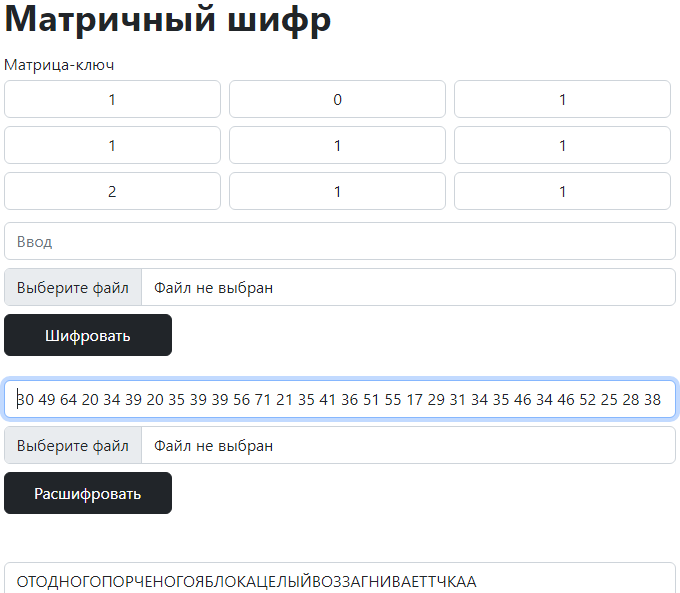 Матричный шифр
Матрица-ключ
1 0 1
1 1 1
2 1 1
Ввод
Выберите файл Файл не выбран
Шифровать
30 49 64 20 34 39 20 35 39 39 56 71 21 35 41 36 51 55 17 29 31 34 35 46 34 46 52 25 28 38
Выберите файл Файл не выбран
Расшифровать
ОТОДНОГОПОРЧЕНОГОЯБЛОКАЦЕЛЫЙВОЗЗАГНИВАЕТТЧКАА